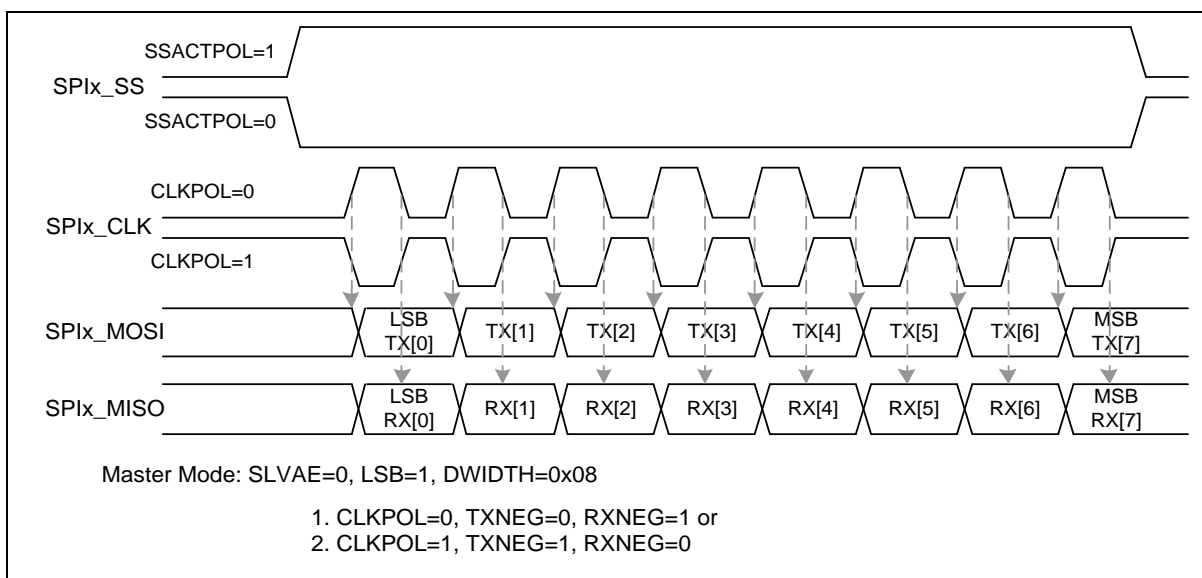 SSACTPOL=1
SPIx_SS
SSACTPOL=0
CLKPOL=0
SPIx_CLK
CLKPOL=1
SPIx_MOSI
LSB TX[0] TX[1] TX[2] TX[3] TX[4] TX[5] TX[6] MSB TX[7]
SPIx_MISO
LSB RX[0] RX[1] RX[2] RX[3] RX[4] RX[5] RX[6] MSB RX[7]
Master Mode: SLVAE=0, LSB=1, DWIDTH=0x08
1. CLKPOL=0, TXNEG=0, RXNEG=1 or
2. CLKPOL=1, TXNEG=1, RXNEG=0